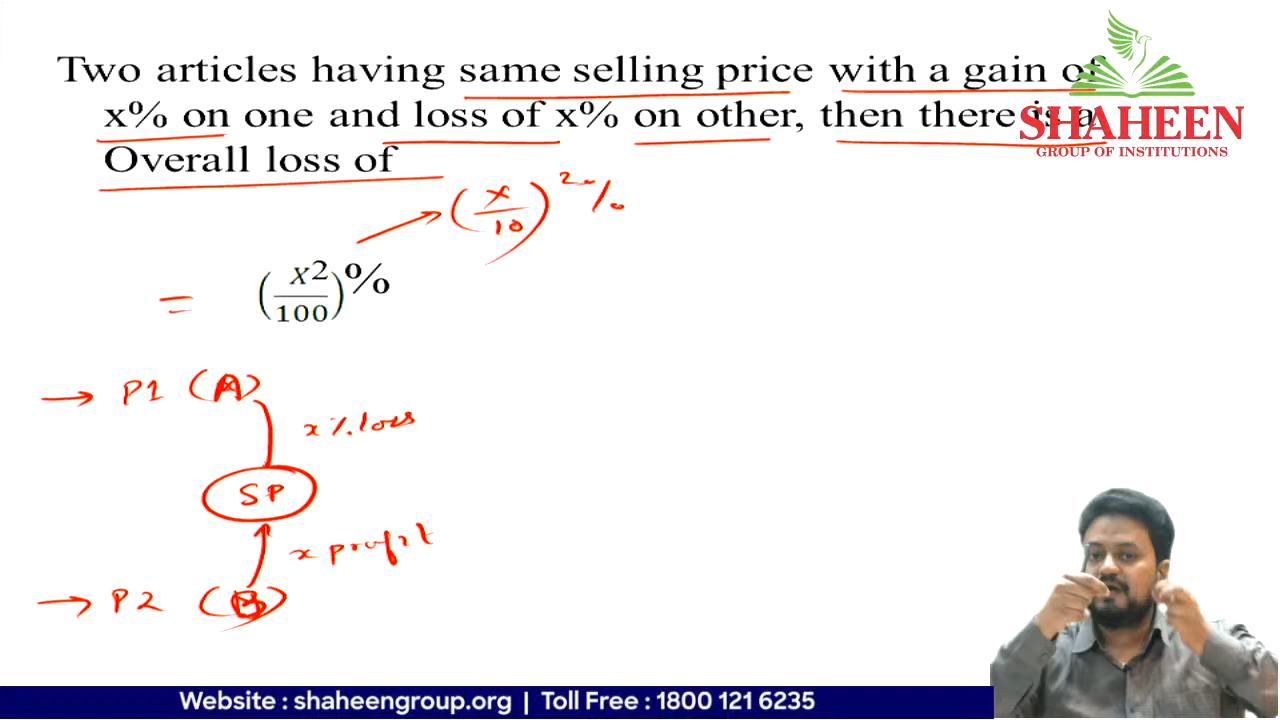 Two articles having same selling price with a gain of
x% on one and loss of x% on other, then there is a
Overall loss of
SHAHEEN
GROUP OF INSTITUTIONS
(x/10)²%
= (x2/100)%
→ P1 (A)
x % loss
SP
x profit
→ P2 (B)
Website : shaheengroup.org | Toll Free : 1800 121 6235